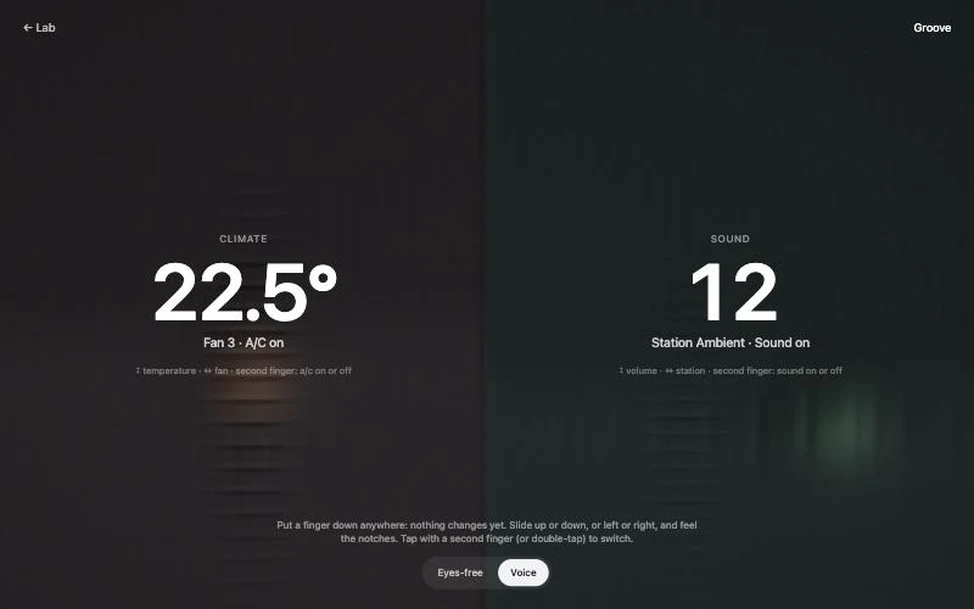 ← Lab
Groove
CLIMATE
22.5°
Fan 3 · A/C on
↕ temperature · ↔ fan · second finger: a/c on or off
SOUND
12
Station Ambient · Sound on
↕ volume · ↔ station · second finger: sound on or off
Put a finger down anywhere: nothing changes yet. Slide up or down, or left or right, and feel
the notches. Tap with a second finger (or double-tap) to switch.
Eyes-free
Voice